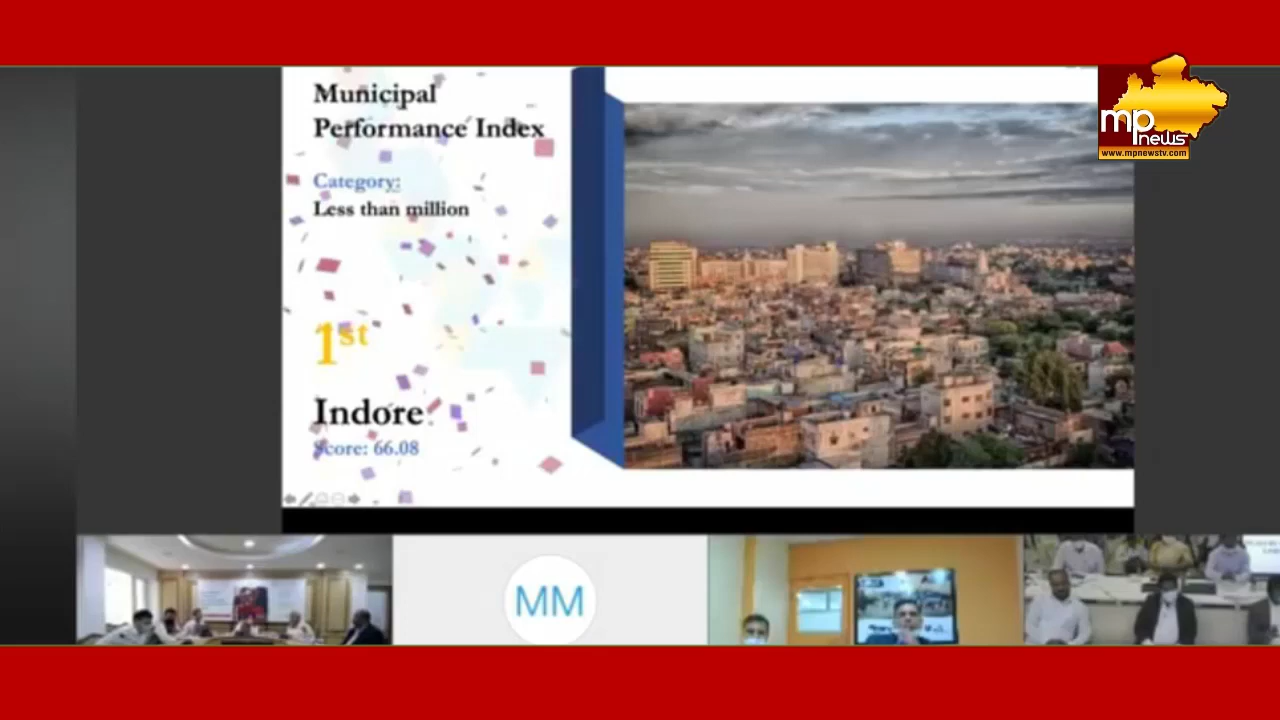 Municipal
Performance Index
Category:
Less than million
1st
Indore
Score: 66.08
mp
news
www.mpnewstv.com
MM